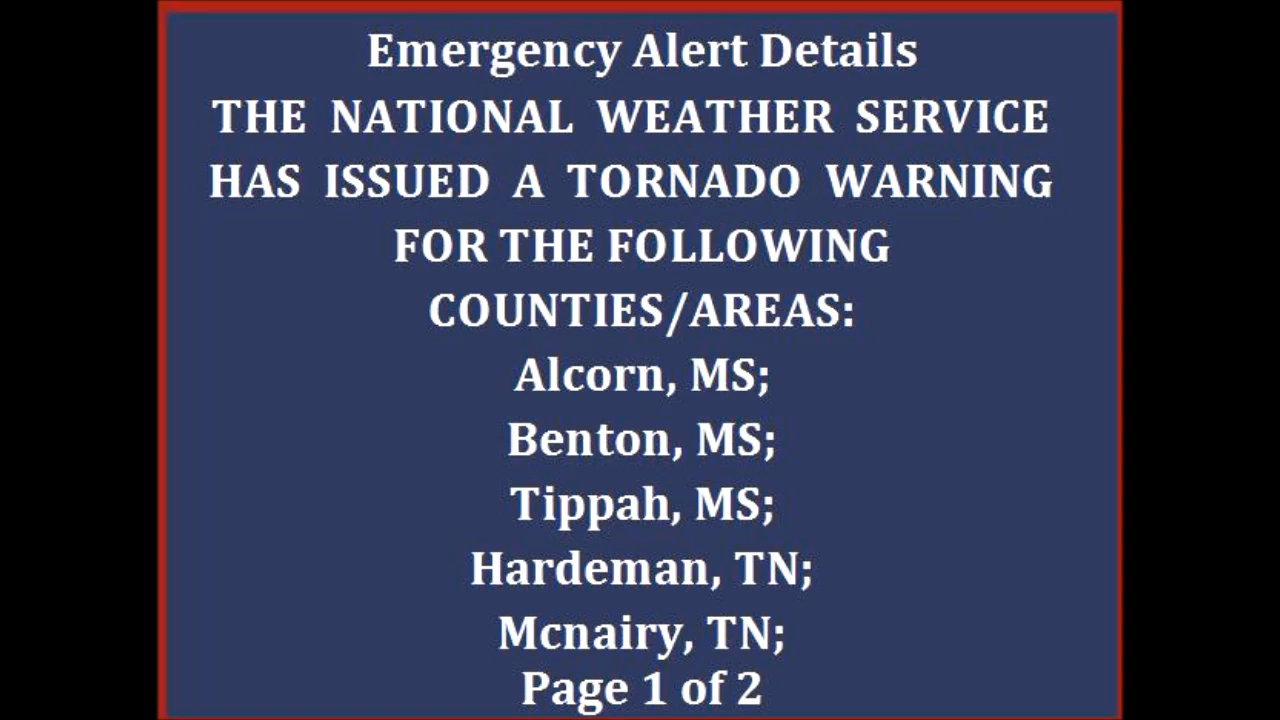 Emergency Alert Details
THE NATIONAL WEATHER SERVICE
HAS ISSUED A TORNADO WARNING
FOR THE FOLLOWING
COUNTIES/AREAS:
Alcorn, MS;
Benton, MS;
Tippah, MS;
Hardeman, TN;
Mcnairy, TN;
Page 1 of 2